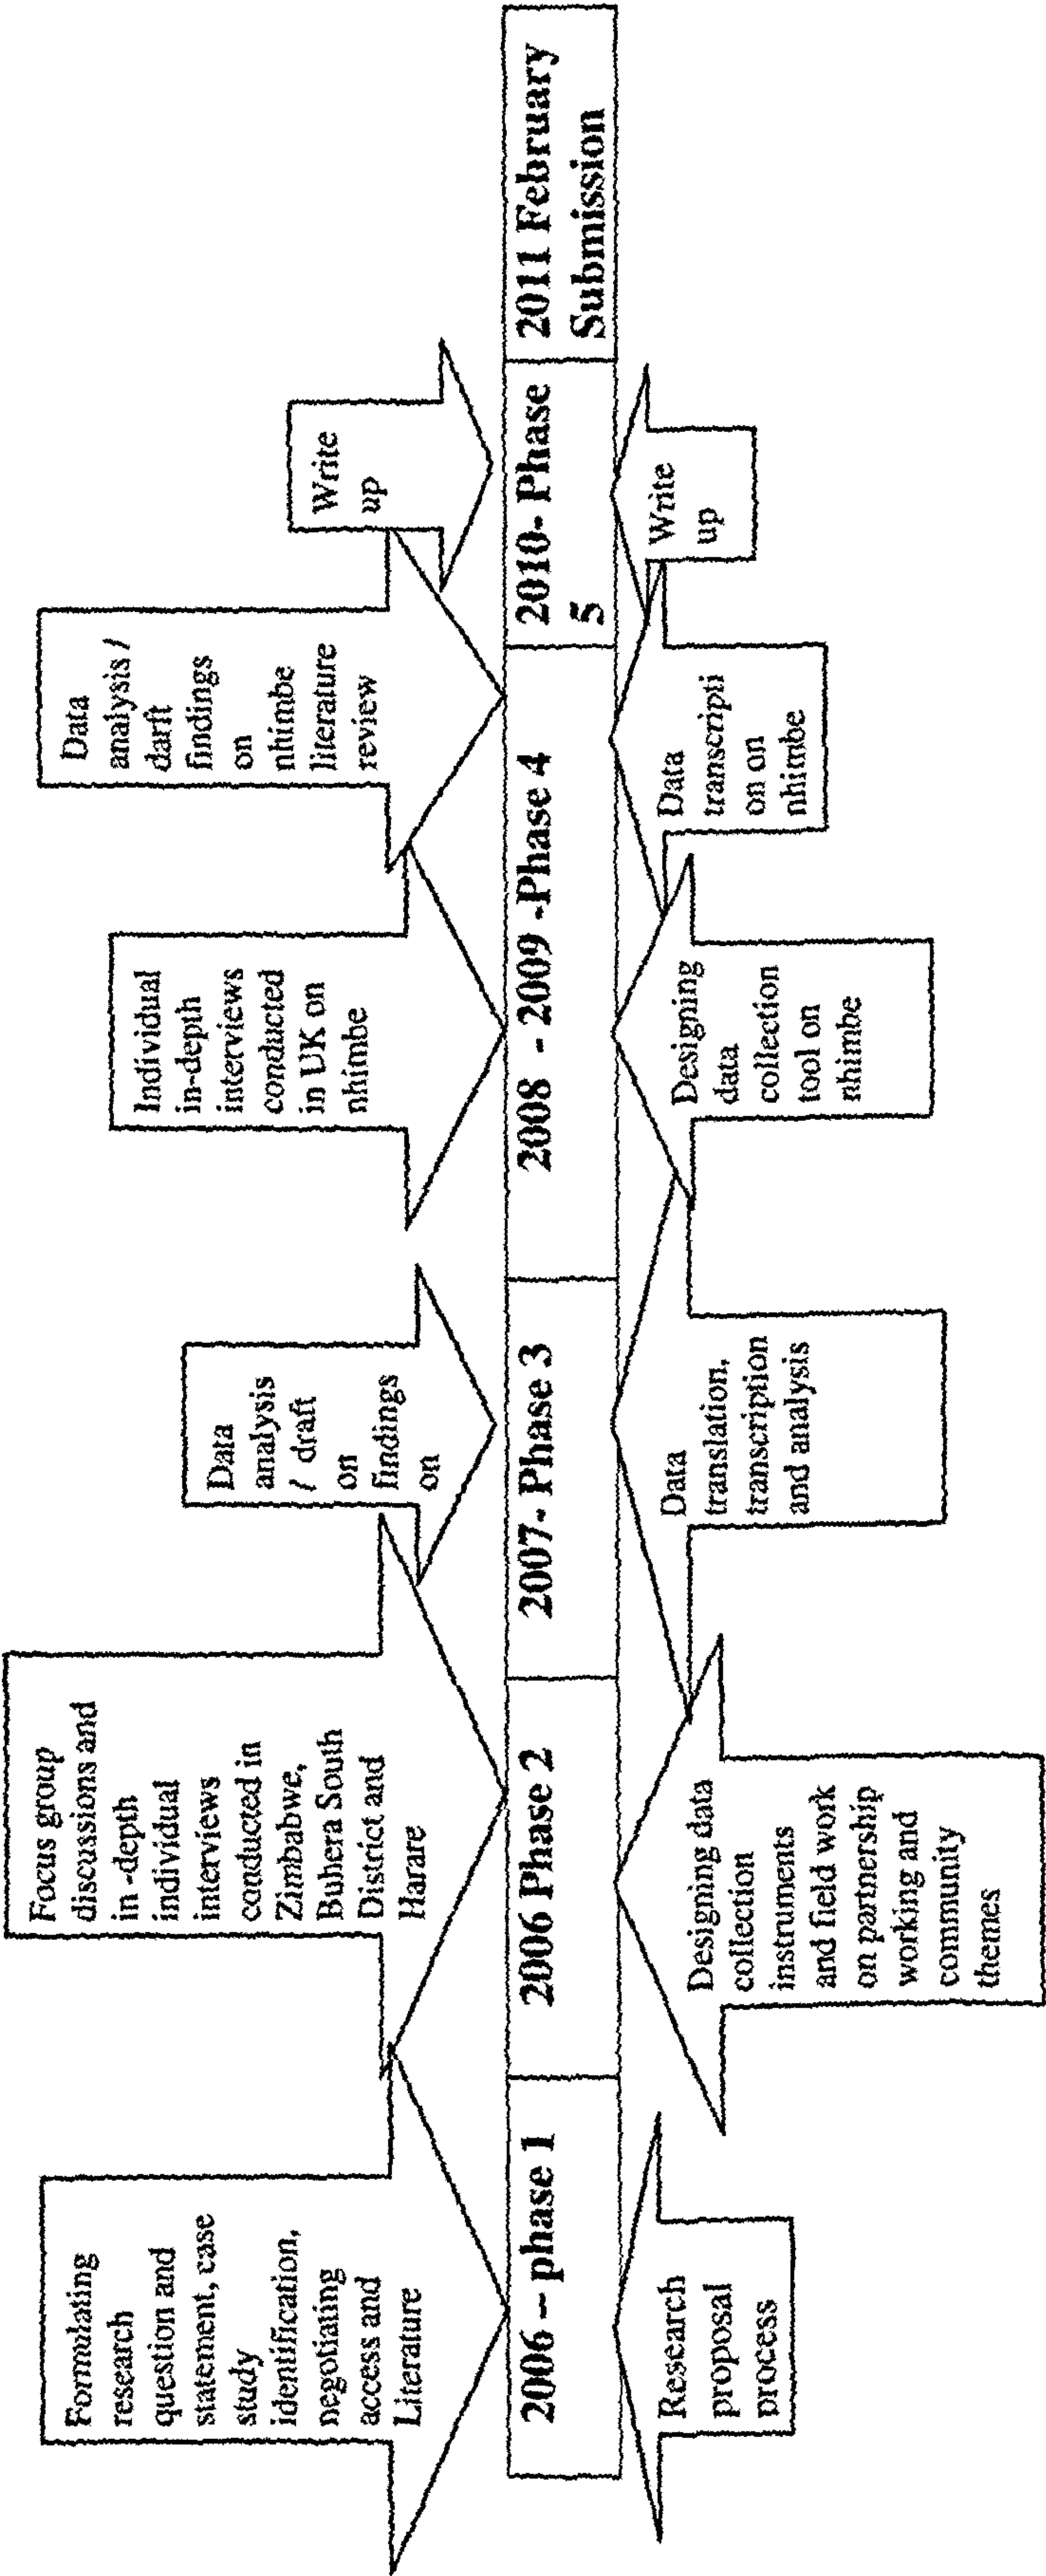 Formulating
research
question and
statement, case
study
identification,
negotiating
access and
Literature
Focus group
discussions and
in -depth
individual
interviews
conducted in
Zimbabwe,
Buhera South
District and
Harare
Data
analysis
/ draft
on
findings
on
Individual
in-depth
interviews
conducted
in UK on
nhimbe
Data
analysis /
darft
findings
on
nhimbe
literature
review
Write
up
2006 – phase 1
2006 Phase 2
2007- Phase 3
2008 - 2009 -Phase 4
2010- Phase
5
2011 February
Submission
Research
proposal
process
Designing data
collection
instruments
and field work
on partnership
working and
community
themes
Data
translation,
transcription
and analysis
Designing
data
collection
tool on
nhimbe
Data
transcripti
on on
nhimbe
Write
up